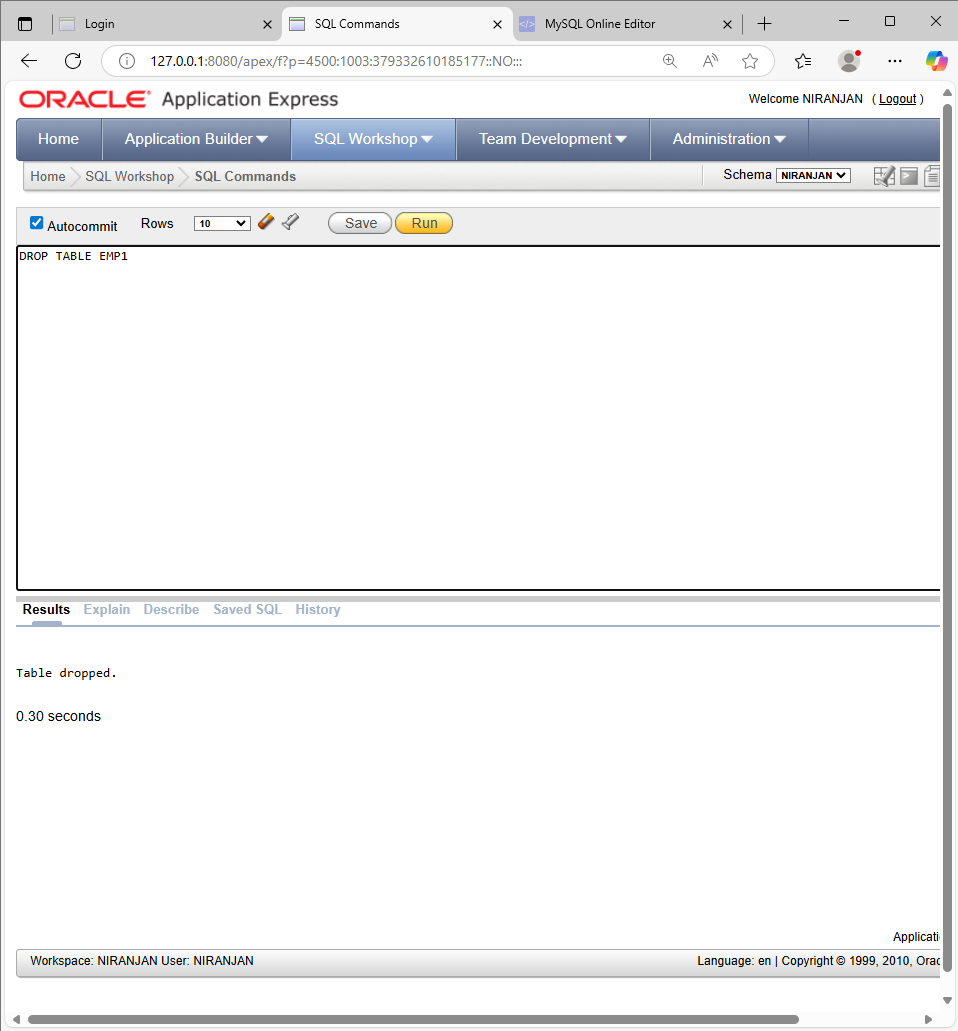 Login
SQL Commands
MySQL Online Editor
127.0.0.1:8080/apex/f?p=4500:1003:379332610185177::NO:::
ORACLE Application Express
Welcome NIRANJAN ( Logout )
Home Application Builder SQL Workshop Team Development Administration
Home SQL Workshop SQL Commands
Schema NIRANJAN
Autocommit Rows 10 Save Run
DROP TABLE EMP1
Results Explain Describe Saved SQL History
Table dropped.
0.30 seconds
Applicati
Workspace: NIRANJAN User: NIRANJAN
Language: en | Copyright © 1999, 2010, Orac